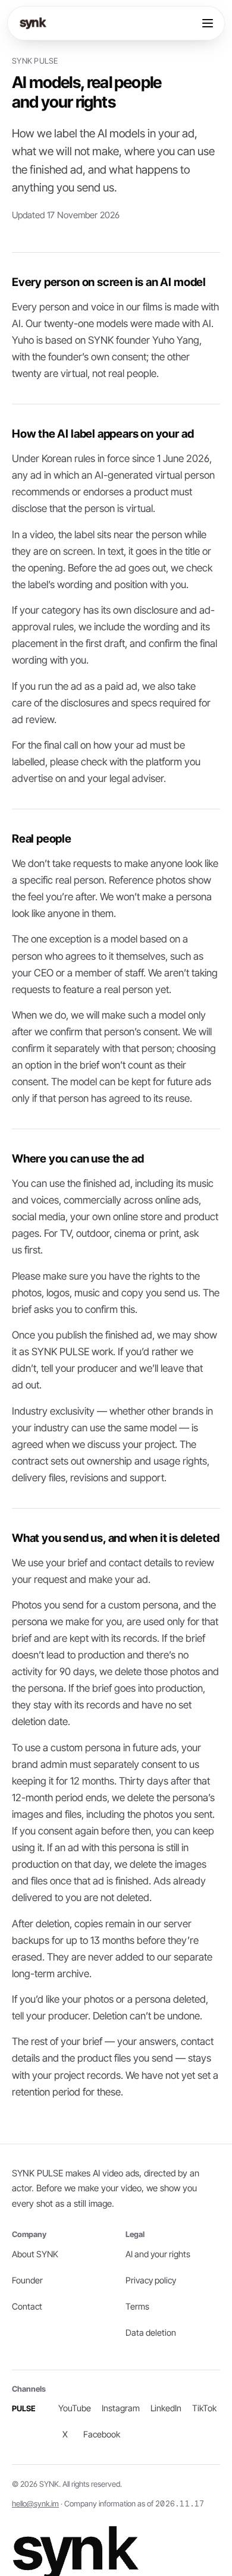 synk
SYNK PULSE
AI models, real people
and your rights
How we label the AI models in your ad,
what we will not make, where you can use
the finished ad, and what happens to
anything you send us.
Updated 17 November 2026
Every person on screen is an AI model
Every person and voice in our films is made with
AI. Our twenty-one models were made with AI.
Yuho is based on SYNK founder Yuho Yang,
with the founder’s own consent; the other
twenty are virtual, not real people.
How the AI label appears on your ad
Under Korean rules in force since 1 June 2026,
any ad in which an AI-generated virtual person
recommends or endorses a product must
disclose that the person is virtual.
In a video, the label sits near the person while
they are on screen. In text, it goes in the title or
the opening. Before the ad goes out, we check
the label’s wording and position with you.
If your category has its own disclosure and ad-
approval rules, we include the wording and its
placement in the first draft, and confirm the final
wording with you.
If you run the ad as a paid ad, we also take
care of the disclosures and specs required for
ad review.
For the final call on how your ad must be
labelled, please check with the platform you
advertise on and your legal adviser.
Real people
We don’t take requests to make anyone look like
a specific real person. Reference photos show
the feel you’re after. We won’t make a person
look like anyone in them.
The one exception is a model based on a
person who agrees to it themselves, such as
your CEO or a member of staff. We aren’t taking
requests to feature a real person yet.
When we do, we will make such a model only
after we confirm that person’s consent. We will
confirm it separately with that person; choosing
an option in the brief won’t count as their
consent. The model can be kept for future ads
only if that person has agreed to its reuse.
Where you can use the ad
You can use the finished ad, including its music
and voices, commercially across online ads,
social media, your own online store and product
pages. For TV, outdoor, cinema or print, ask
us first.
Please make sure you have the rights to the
photos, logos, music and copy you send us. The
brief asks you to confirm this.
Once you publish the finished ad, we may show
it as SYNK PULSE work. If you’d rather we
didn’t, tell your producer and we’ll leave that
ad out.
Industry exclusivity — whether other brands in
your industry can use the same model — is
agreed when we discuss your project. The
contract sets out ownership and usage rights,
delivery files, revisions and support.
What you send us, and when it is deleted
We use your brief and contact details to review
your request and make your ad.
Photos you send for a custom persona, and the
persona we make for you, are used only for that
brief and are kept with its records. If the brief
doesn’t lead to production and there’s no
activity for 90 days, we delete those photos and
the persona. If the brief goes into production,
they stay with its records and have no set
deletion date.
To use a custom persona in future ads, your
brand admin must separately consent to us
keeping it for 12 months. Thirty days after that
12-month period ends, we delete the persona’s
images and files, including the photos you sent.
If you consent again before then, you can keep
using it. If an ad with this persona is still in
production on that day, we delete the images
and files once that ad is finished. Ads already
delivered to you are not deleted.
After deletion, copies remain in our server
backups for up to 13 months before they’re
erased. They are never added to our separate
long-term archive.
If you’d like your photos or a persona deleted,
tell your producer. Deletion can’t be undone.
The rest of your brief — your answers, contact
details and the product files you send — stays
with your project records. We have not yet set a
retention period for these.
SYNK PULSE makes AI video ads, directed by an
actor. Before we make your video, we show you
every shot as a still image.
Company
Legal
About SYNK
AI and your rights
Founder
Privacy policy
Contact
Terms
Data deletion
Channels
PULSE YouTube Instagram LinkedIn TikTok
X Facebook
© 2026 SYNK. All rights reserved.
hello@synk.im · Company information as of 2026.11.17
synk